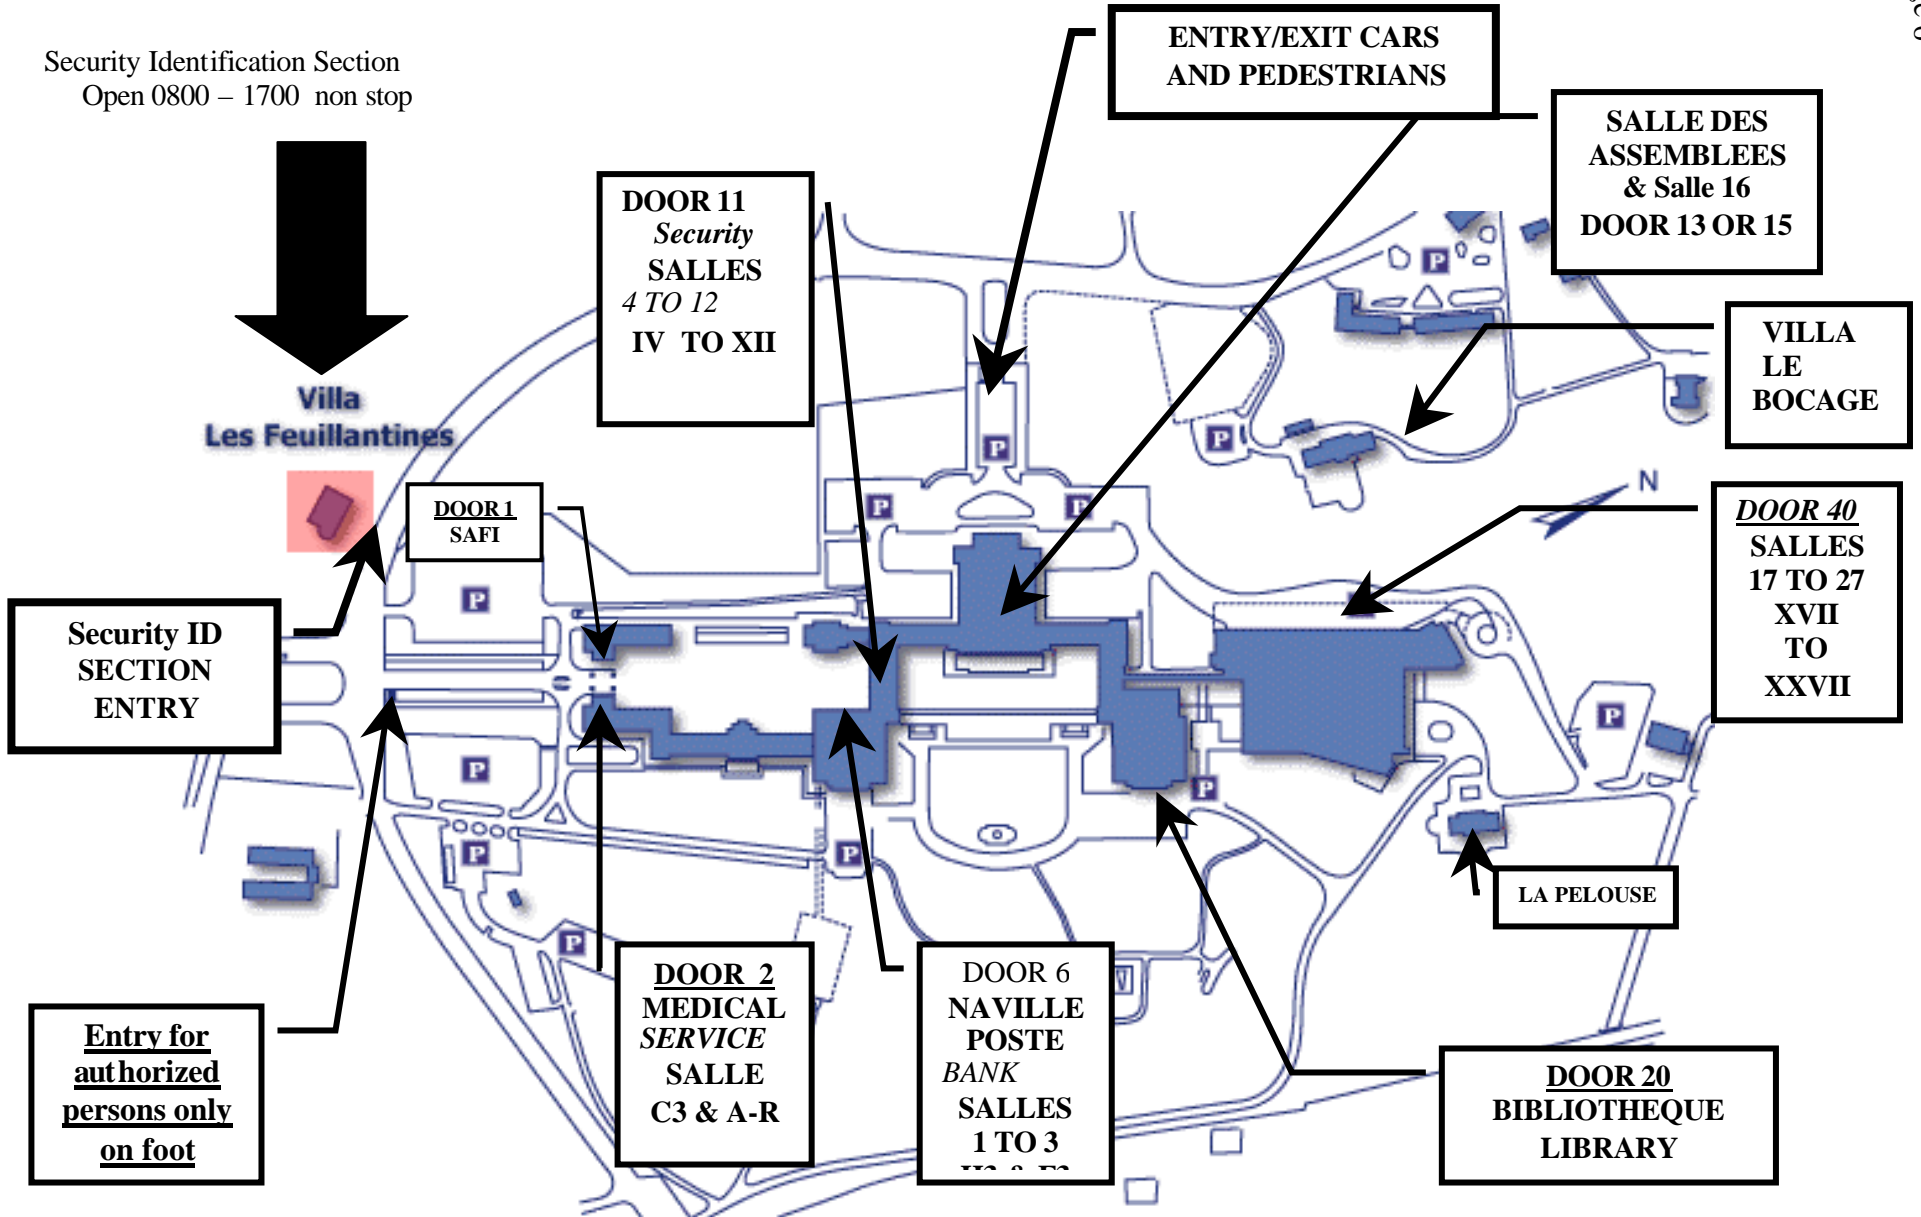 Security Identification Section
Open 0800 – 1700 non stop
ENTRY/EXIT CARS
AND PEDESTRIANS
SALLE DES
ASSEMBLEES
& Salle 16
DOOR 13 OR 15
DOOR 11
Security
SALLES
4 TO 12
IV TO XII
VILLA
LE
BOCAGE
Villa
Les Feuillantines
DOOR 1
SAFI
N
DOOR 40
SALLES
17 TO 27
XVII
TO
XXVII
Security ID
SECTION
ENTRY
P
P
P
P
P
P
P
P
P
P
P
P
LA PELOUSE
Entry for
authorized
persons only
on foot
DOOR 2
MEDICAL
SERVICE
SALLE
C3 & A-R
DOOR 6
NAVILLE
POSTE
BANK
SALLES
1 TO 3
DOOR 20
BIBLIOTHEQUE
LIBRARY